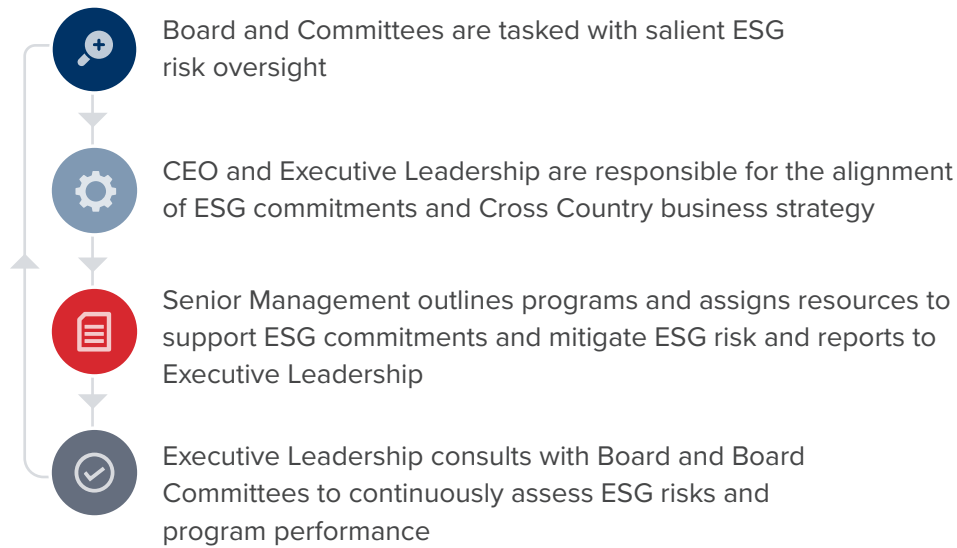 Board and Committees are tasked with salient ESG
risk oversight
CEO and Executive Leadership are responsible for the alignment
of ESG commitments and Cross Country business strategy
Senior Management outlines programs and assigns resources to
support ESG commitments and mitigate ESG risk and reports to
Executive Leadership
Executive Leadership consults with Board and Board
Committees to continuously assess ESG risks and
program performance